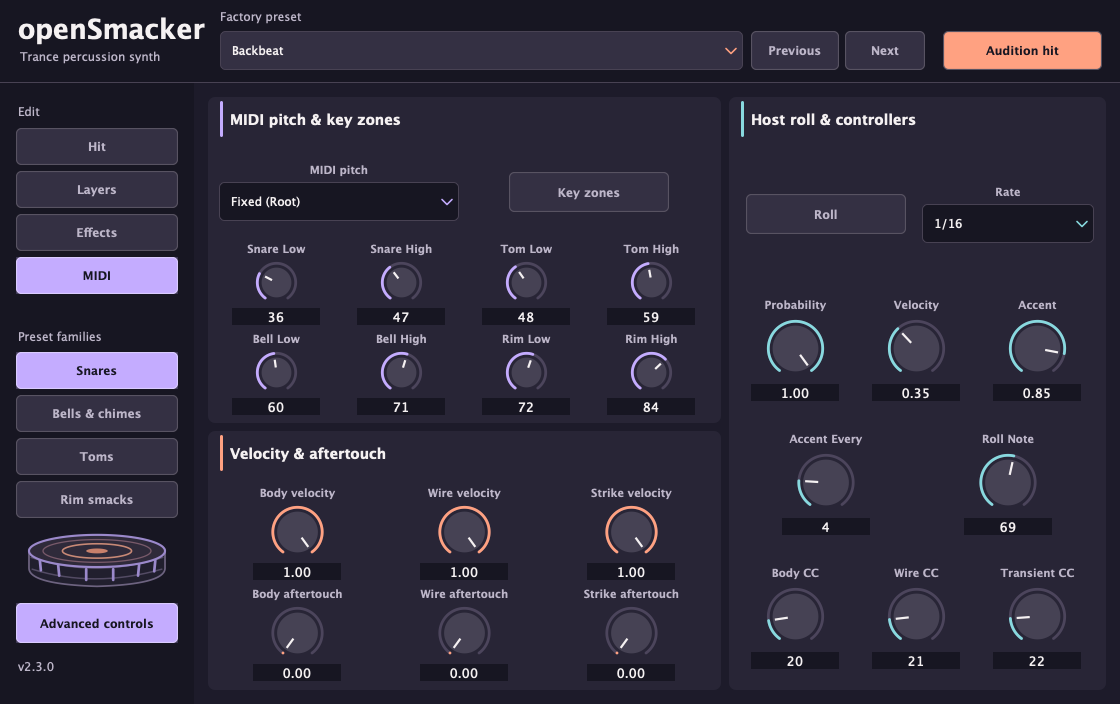 openSmacker
Trance percussion synth
Factory preset
Backbeat
Previous
Next
Audition hit
Edit
Hit
Layers
Effects
MIDI
Preset families
Snares
Bells & chimes
Toms
Rim smacks
Advanced controls
v2.3.0
MIDI pitch & key zones
MIDI pitch
Fixed (Root)
Key zones
Snare Low
Snare High
Tom Low
Tom High
36
47
48
59
Bell Low
Bell High
Rim Low
Rim High
60
71
72
84
Velocity & aftertouch
Body velocity
Wire velocity
Strike velocity
1.00
1.00
1.00
Body aftertouch
Wire aftertouch
Strike aftertouch
0.00
0.00
0.00
Host roll & controllers
Roll
Rate
1/16
Probability
Velocity
Accent
1.00
0.35
0.85
Accent Every
Roll Note
4
69
Body CC
Wire CC
Transient CC
20
21
22